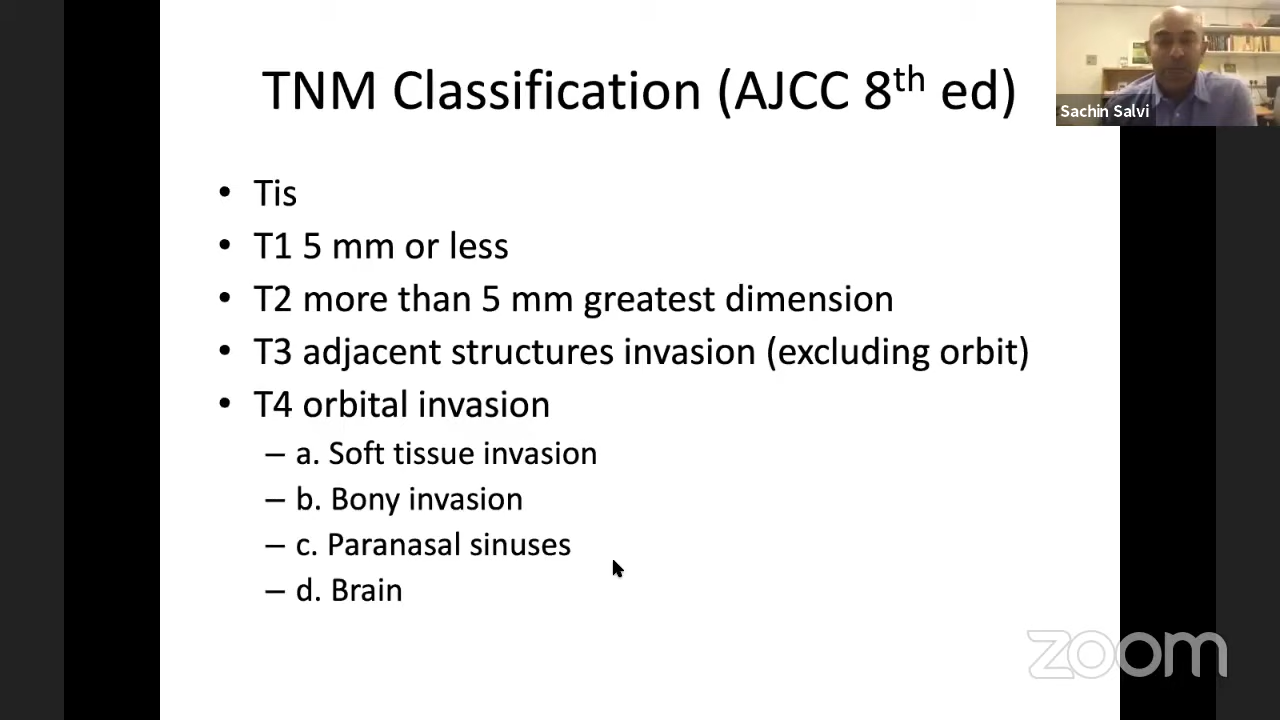 TNM Classification (AJCC 8th ed)
Sachin Salvi
• Tis
• T1 5 mm or less
• T2 more than 5 mm greatest dimension
• T3 adjacent structures invasion (excluding orbit)
• T4 orbital invasion
– a. Soft tissue invasion
– b. Bony invasion
– c. Paranasal sinuses
– d. Brain
zoom